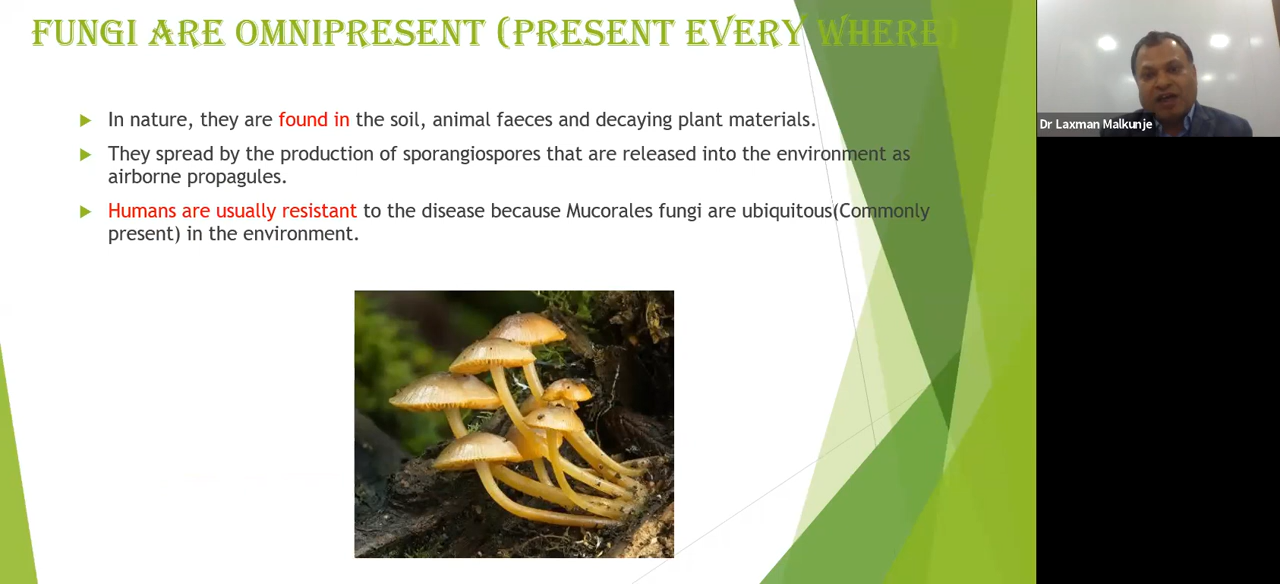 FUNGI ARE OMNIPRESENT (PRESENT EVERY WHERE)
In nature, they are found in the soil, animal faeces and decaying plant materials.
They spread by the production of sporangiospores that are released into the environment as
airborne propagules.
Humans are usually resistant to the disease because Mucorales fungi are ubiquitous(Commonly
present) in the environment.
Dr Laxman Malkunje